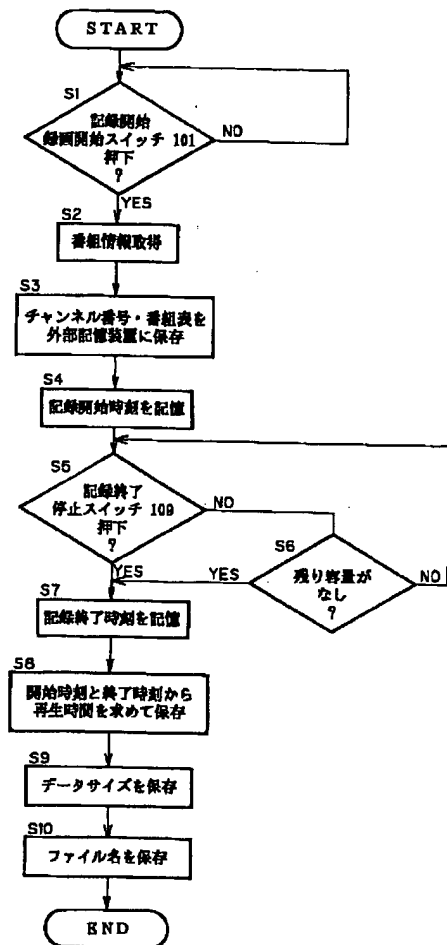 START
S1
記録開始
録画開始スイッチ 101
押下
?
NO
YES
S2
番組情報取得
S3
チャンネル番号・番組表を
外部記憶装置に保存
S4
記録開始時刻を記憶
S5
記録終了
停止スイッチ 109
押下
?
NO
YES
S6
残り容量が
なし
?
YES
NO
S7
記録終了時刻を記憶
S8
開始時刻と終了時刻から
再生時間を求めて保存
S9
データサイズを保存
S10
ファイル名を保存
END